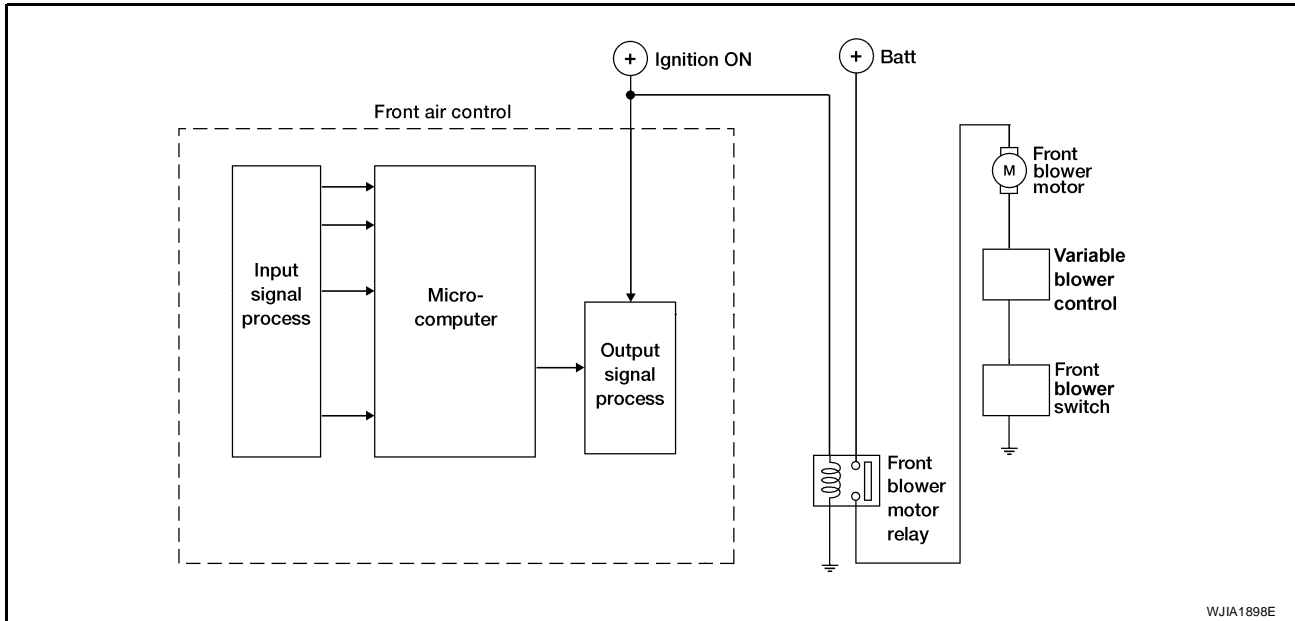 + Ignition ON
+ Batt
Front air control
Input
signal
process
Micro-
computer
Output
signal
process
M
Front
blower
motor
Variable
blower
control
Front
blower
switch
Front
blower
motor
relay
WJIA1898E